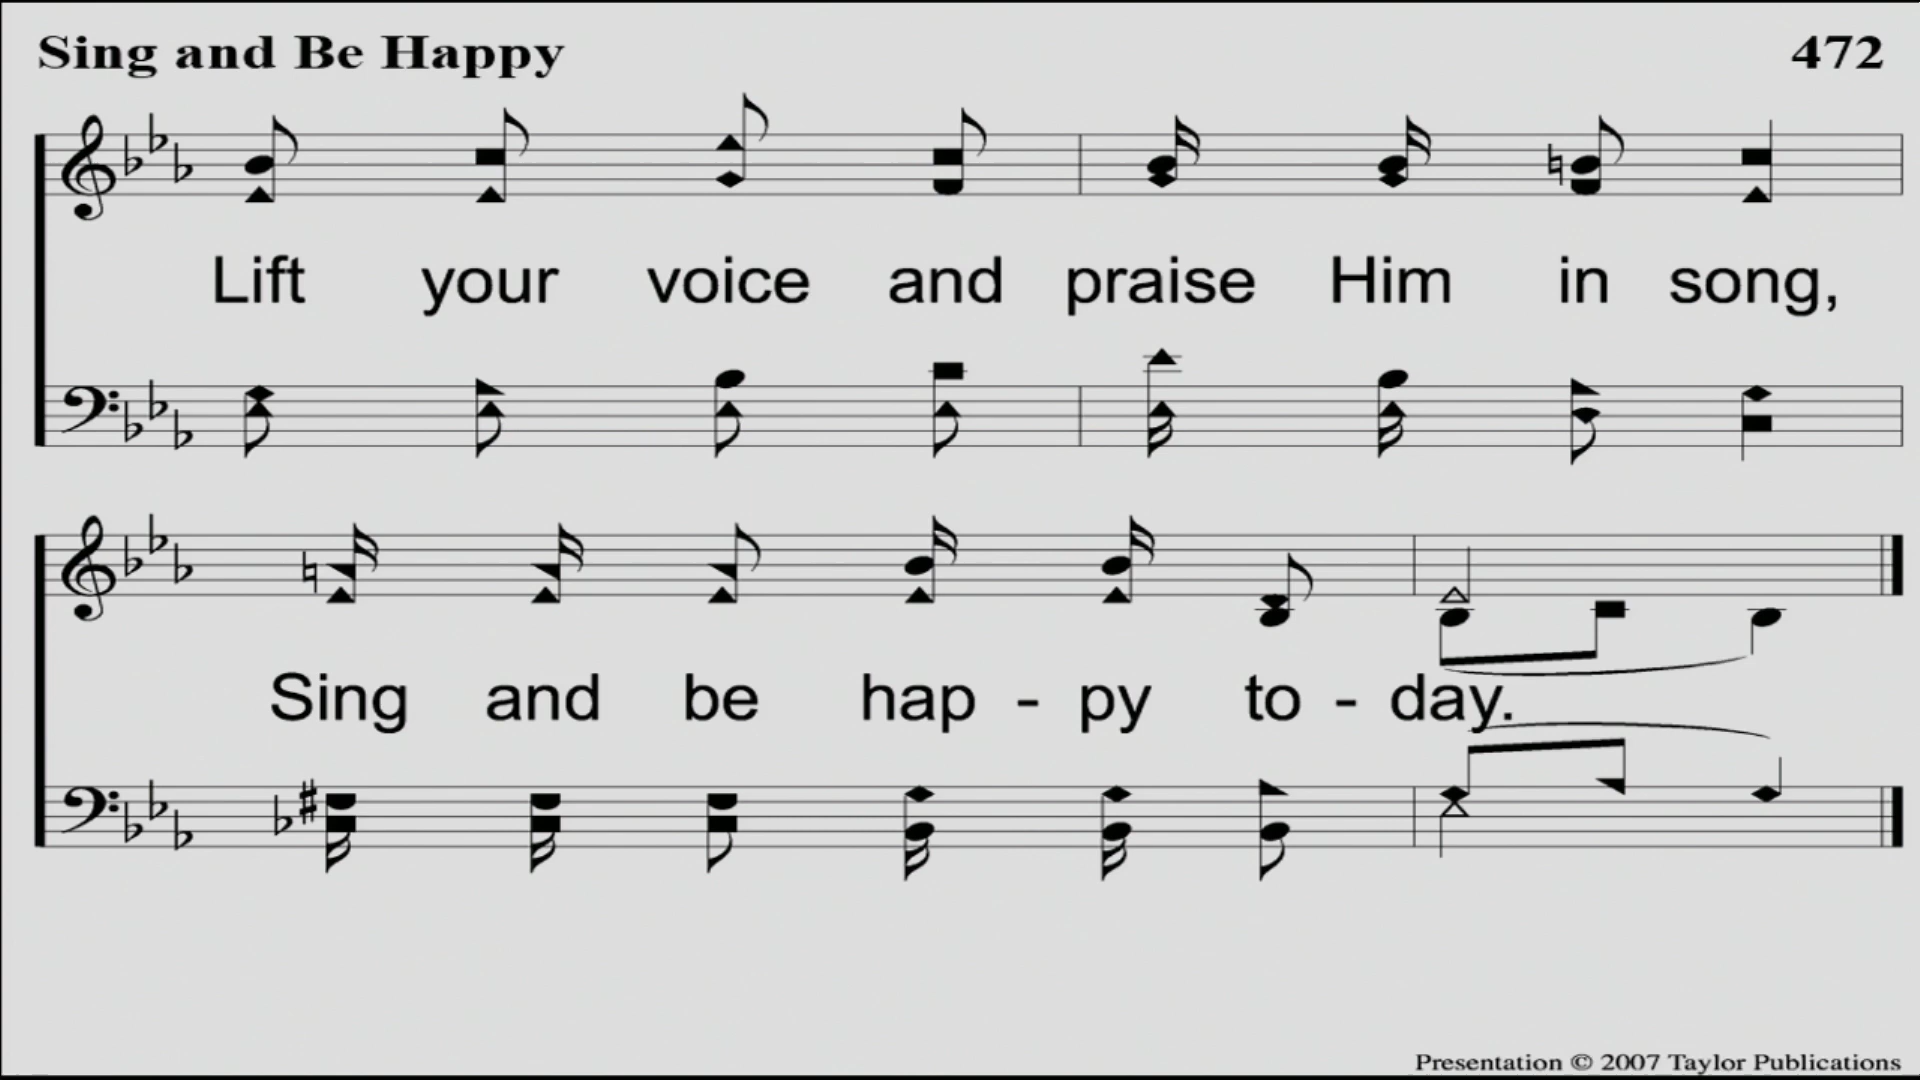 Sing and Be Happy 472
Lift your voice and praise Him in song,
Sing and be hap - py to - day.
Presentation © 2007 Taylor Publications